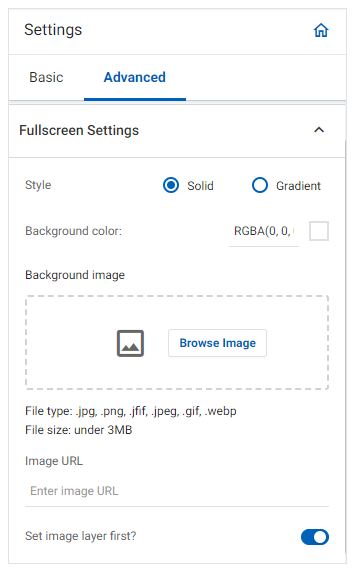 Settings
Basic Advanced
Fullscreen Settings
Style Solid Gradient
Background color: RGBA(0, 0,
Background image
Browse Image
File type: .jpg, .png, .jfif, .jpeg, .gif, .webp
File size: under 3MB
Image URL
Enter image URL
Set image layer first?